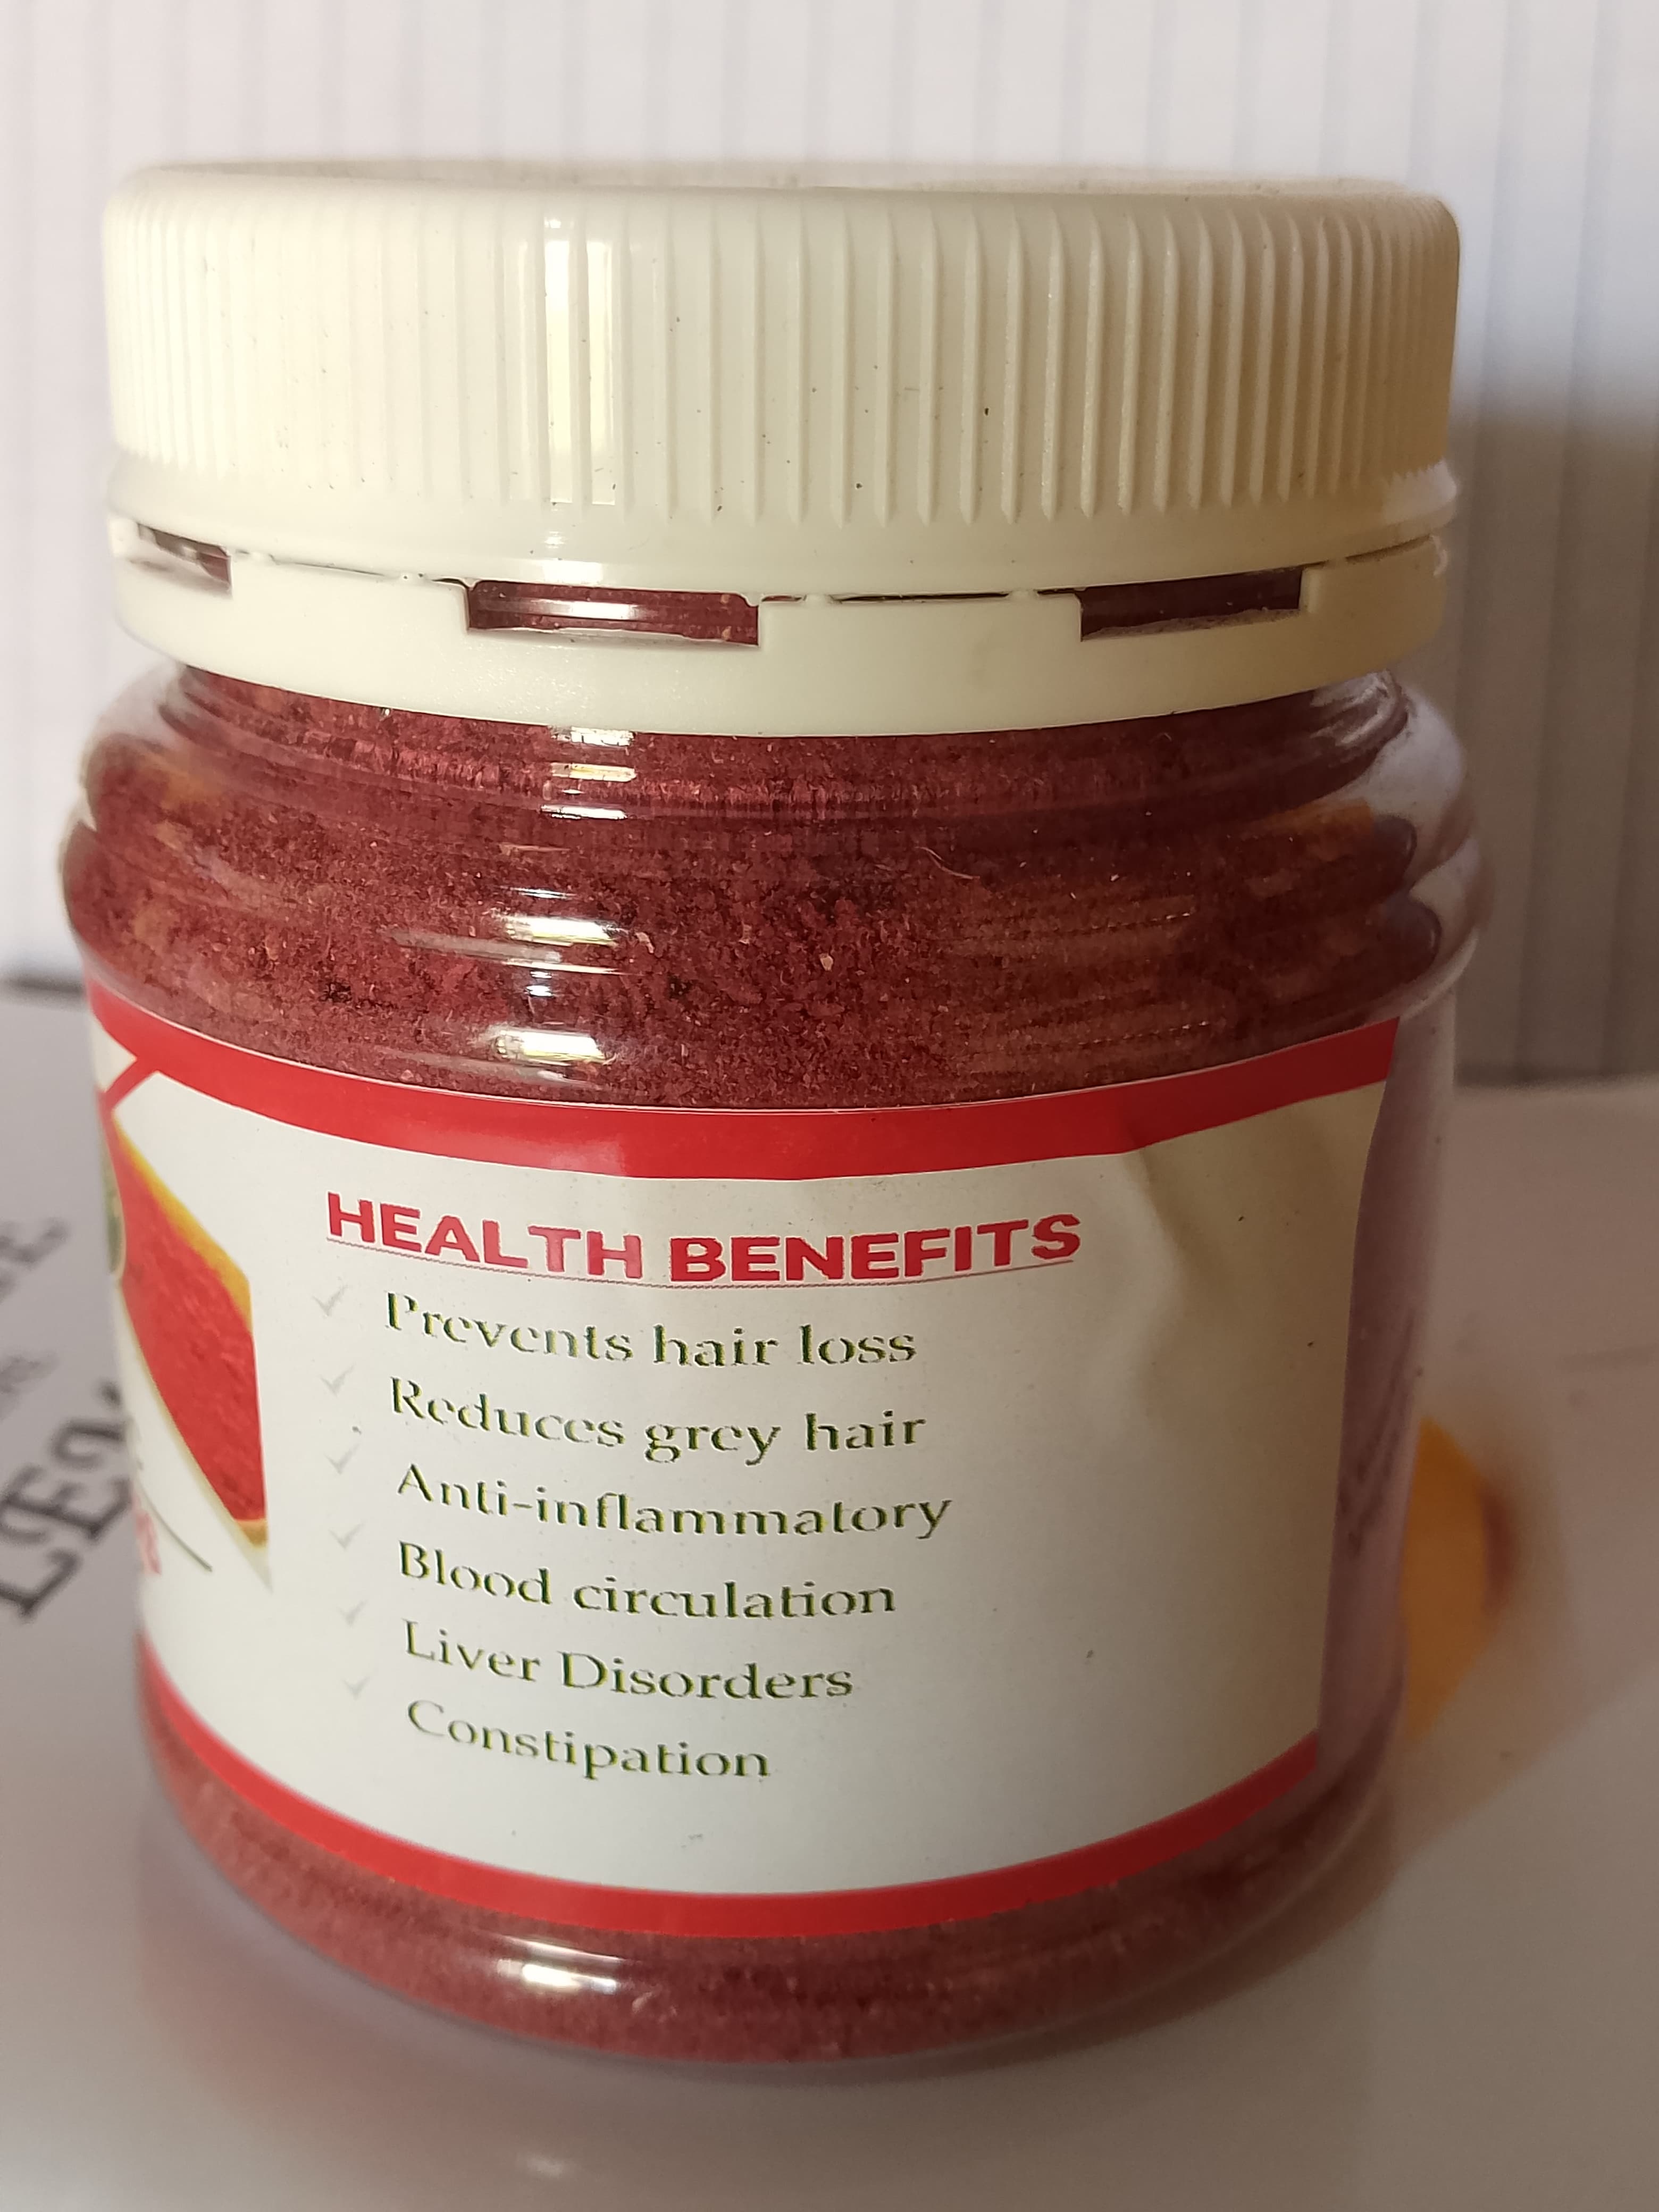 HEALTH BENEFITS
Prevents hair loss
Reduces grey hair
Anti-inflammatory
Blood circulation
Liver Disorders
Constipation